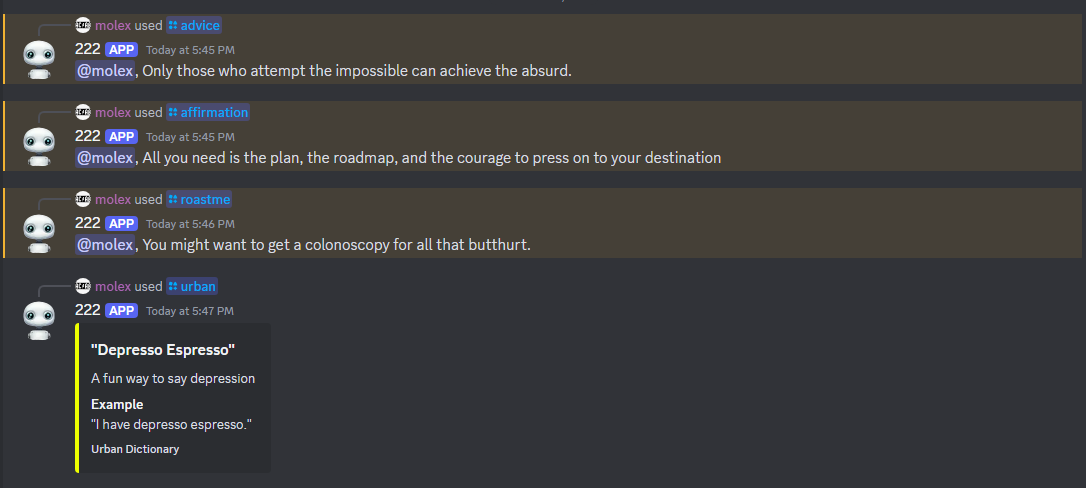 molex used advice
222 APP Today at 5:45 PM
@molex, Only those who attempt the impossible can achieve the absurd.
molex used affirmation
222 APP Today at 5:45 PM
@molex, All you need is the plan, the roadmap, and the courage to press on to your destination
molex used roastme
222 APP Today at 5:46 PM
@molex, You might want to get a colonoscopy for all that butthurt.
molex used urban
222 APP Today at 5:47 PM
"Depresso Espresso"
A fun way to say depression
Example
"I have depresso espresso."
Urban Dictionary